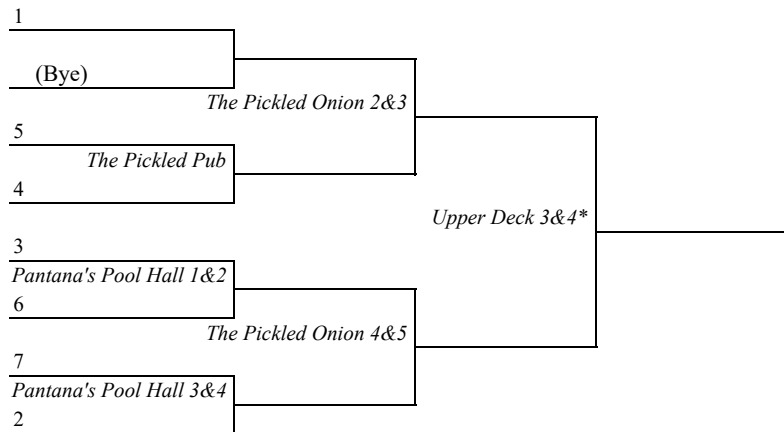 1
(Bye)
The Pickled Onion 2&3
5
The Pickled Pub
4
Upper Deck 3&4*
3
Pantana's Pool Hall 1&2
6
The Pickled Onion 4&5
7
Pantana's Pool Hall 3&4
2